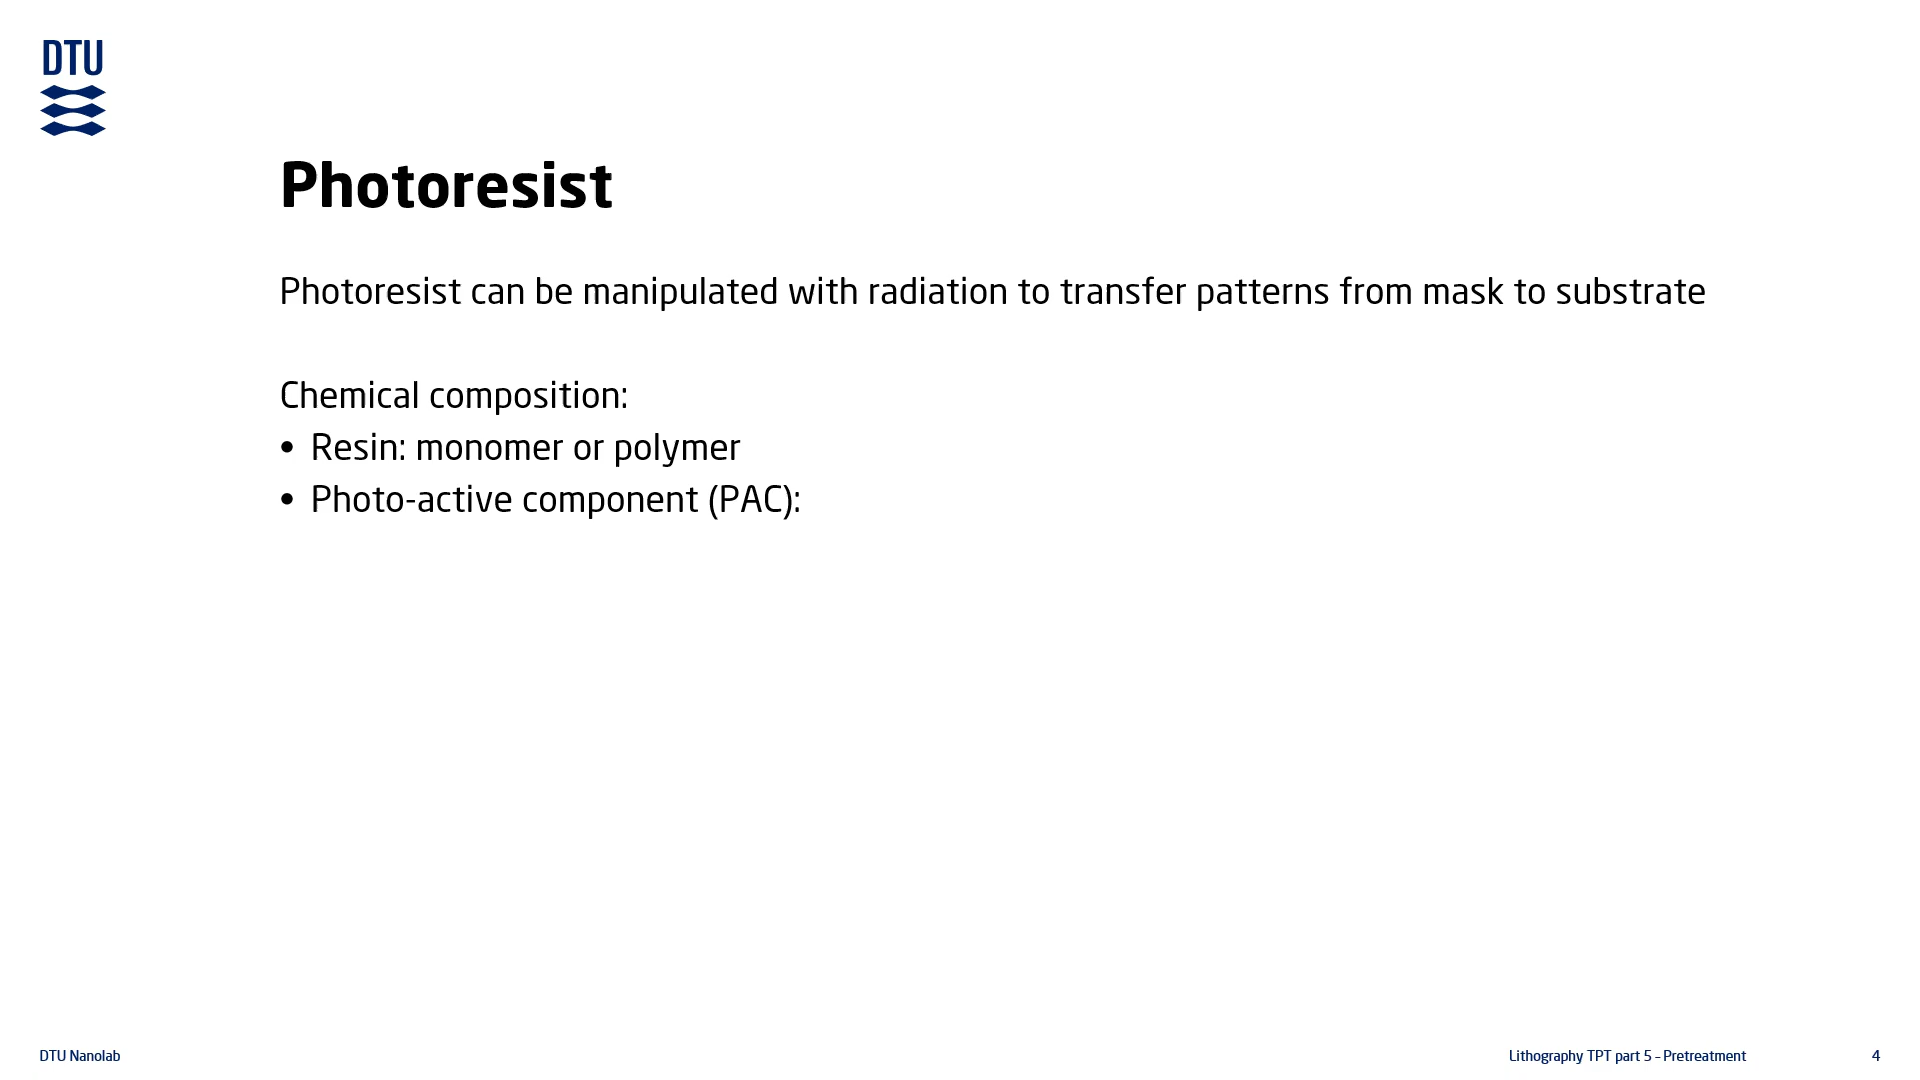 DTU
Photoresist
Photoresist can be manipulated with radiation to transfer patterns from mask to substrate
Chemical composition:
• Resin: monomer or polymer
• Photo-active component (PAC):
DTU Nanolab
Lithography TPT part 5 – Pretreatment
4